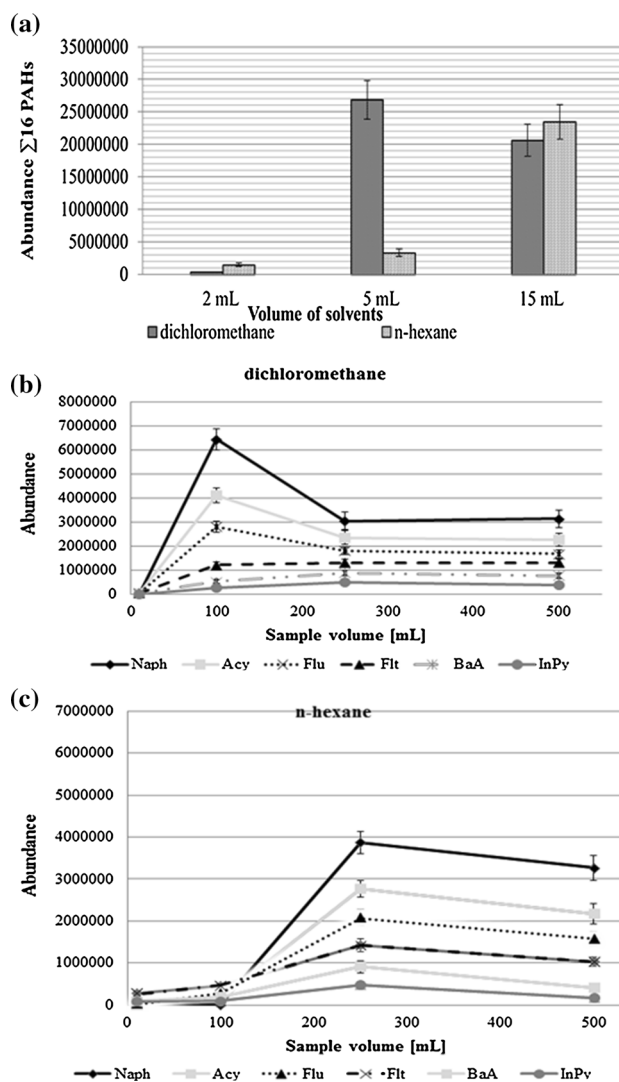 (a)
Abundance ∑16 PAHs
35000000
30000000
25000000
20000000
15000000
10000000
5000000
0
2 mL 5 mL 15 mL
Volume of solvents
dichloromethane n-hexane
(b)
dichloromethane
Abundance
8000000
7000000
6000000
5000000
4000000
3000000
2000000
1000000
0
0 100 200 300 400 500
Sample volume [mL]
Naph Acy Flu Flt BaA InPy
(c)
n-hexane
Abundance
7000000
6000000
5000000
4000000
3000000
2000000
1000000
0
0 100 200 300 400 500
Sample volume [mL]
Naph Acy Flu Flt BaA InPy